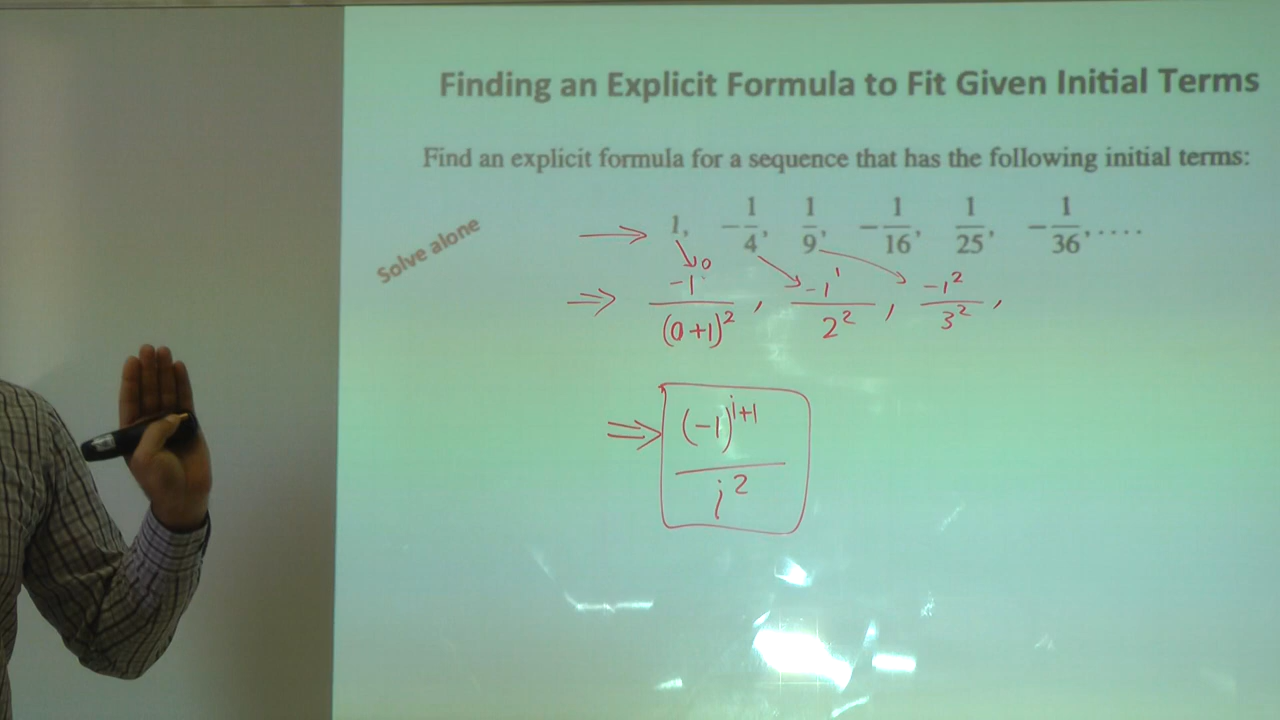 Finding an Explicit Formula to Fit Given Initial Terms
Find an explicit formula for a sequence that has the following initial terms:
Solve alone
→ 1, -1/4, 1/9, -1/16, 1/25, -1/36, ....
⇒ -1^0/(0+1)^2, -1^1/2^2, -1^2/3^2,
⇒ (-1)^(i+1)/i^2